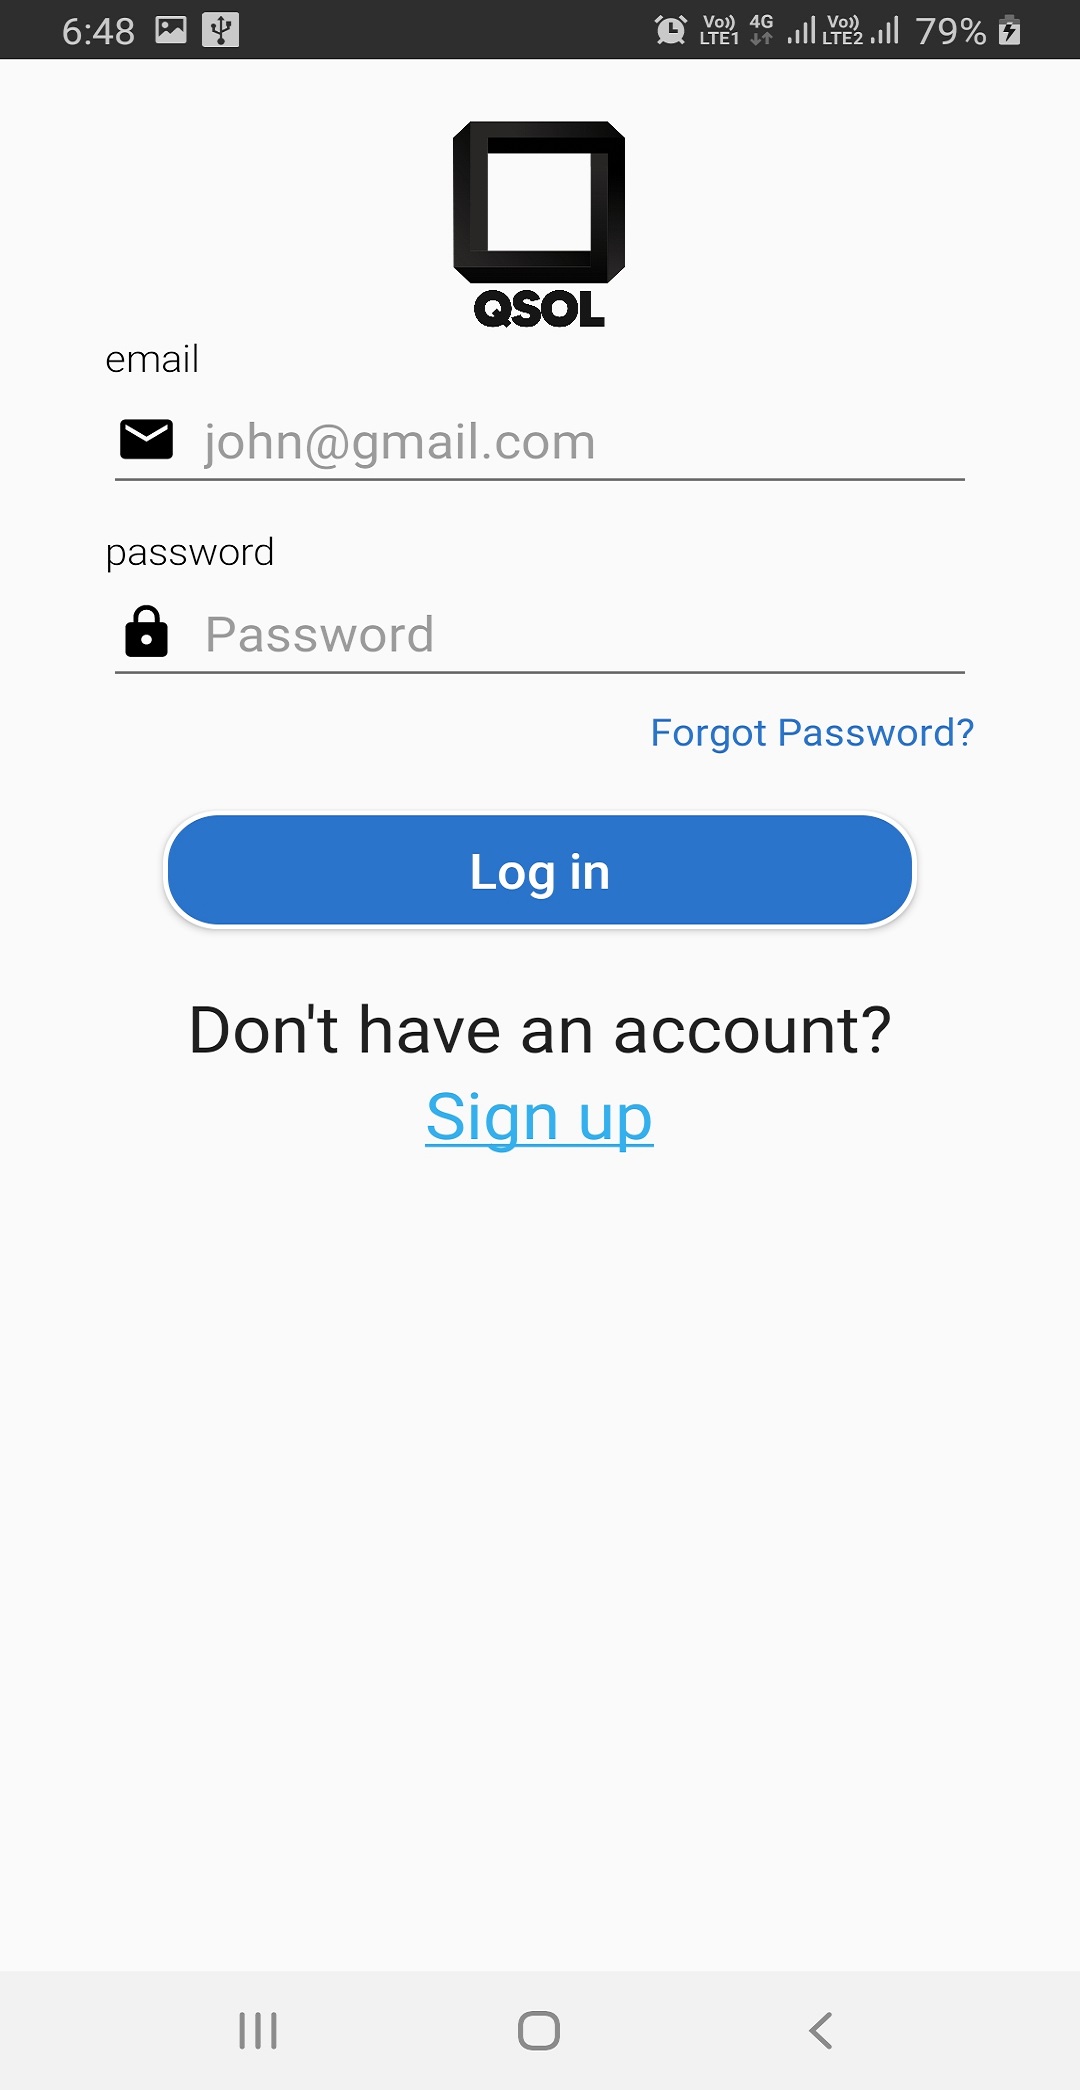 6:48 Vo)) LTE1 4G Vo)) LTE2 79%
QSOL
email
john@gmail.com
password
Password
Forgot Password?
Log in
Don't have an account?
Sign up